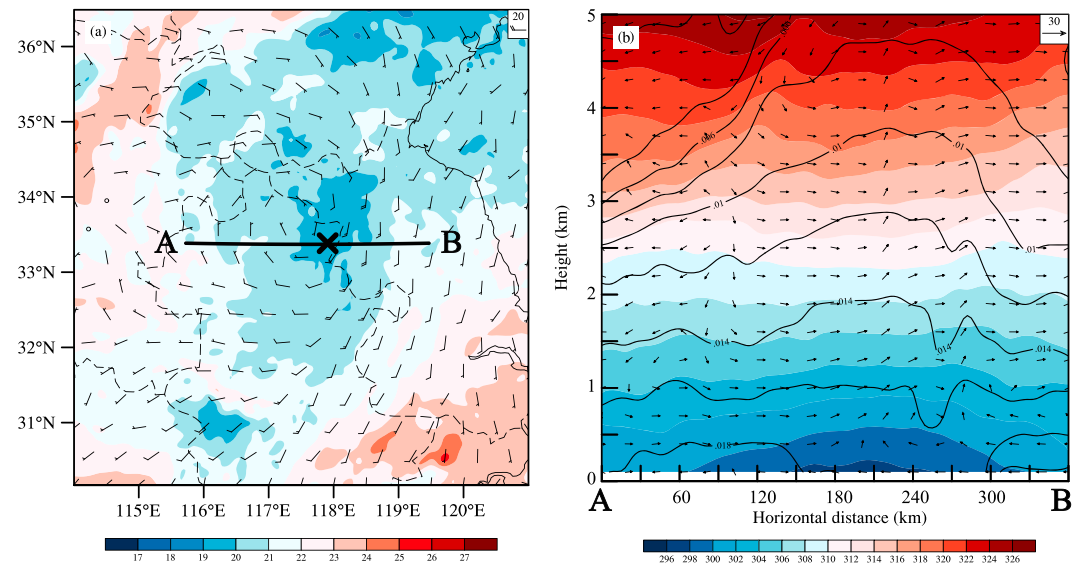 (a)
20
36°N
35°N
34°N
33°N
32°N
31°N
A
B
115°E 116°E 117°E 118°E 119°E 120°E
17 18 19 20 21 22 23 24 25 26 27
(b)
30
5
4
3
2
1
0
Height (km)
.006
.006
.01
.01
.01
.01
.014
.014
.014
.014
.018
60 120 180 240 300
A
B
Horizontal distance (km)
296 298 300 302 304 306 308 310 312 314 316 318 320 322 324 326